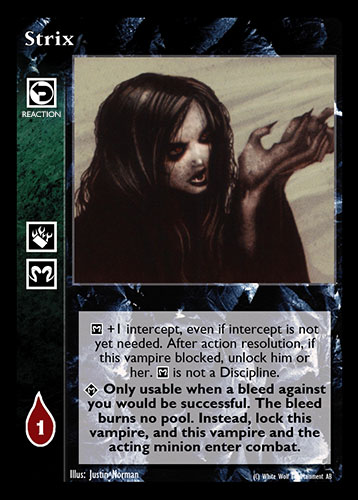 Strix
REACTION
+1 intercept, even if intercept is not
yet needed. After action resolution, if
this vampire blocked, unlock him or
her. is not a Discipline.
Only usable when a bleed against
you would be successful. The bleed
burns no pool. Instead, lock this
vampire, and this vampire and the
acting minion enter combat.
1
Illus: Justin Norman
(C) White Wolf Entertainment AB